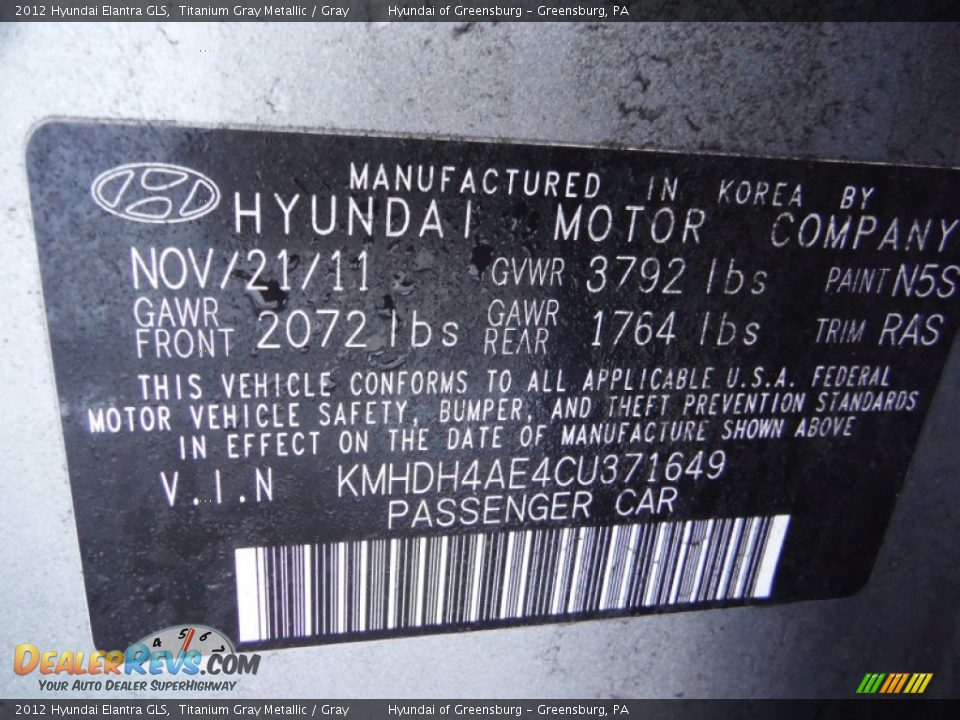 2012 Hyundai Elantra GLS, Titanium Gray Metallic / Gray Hyundai of Greensburg - Greensburg, PA
MANUFACTURED IN KOREA BY
HYUNDAI MOTOR COMPANY
NOV/21/11 GVWR 3792 lbs PAINT N5S
GAWR FRONT 2072 lbs GAWR REAR 1764 lbs TRIM RAS
THIS VEHICLE CONFORMS TO ALL APPLICABLE U.S.A. FEDERAL
MOTOR VEHICLE SAFETY, BUMPER, AND THEFT PREVENTION STANDARDS
IN EFFECT ON THE DATE OF MANUFACTURE SHOWN ABOVE
V.I.N KMHDH4AE4CU371649
PASSENGER CAR
4 5 6 7
DEALERREVS.COM
YOUR AUTO DEALER SUPERHIGHWAY
2012 Hyundai Elantra GLS, Titanium Gray Metallic / Gray Hyundai of Greensburg - Greensburg, PA